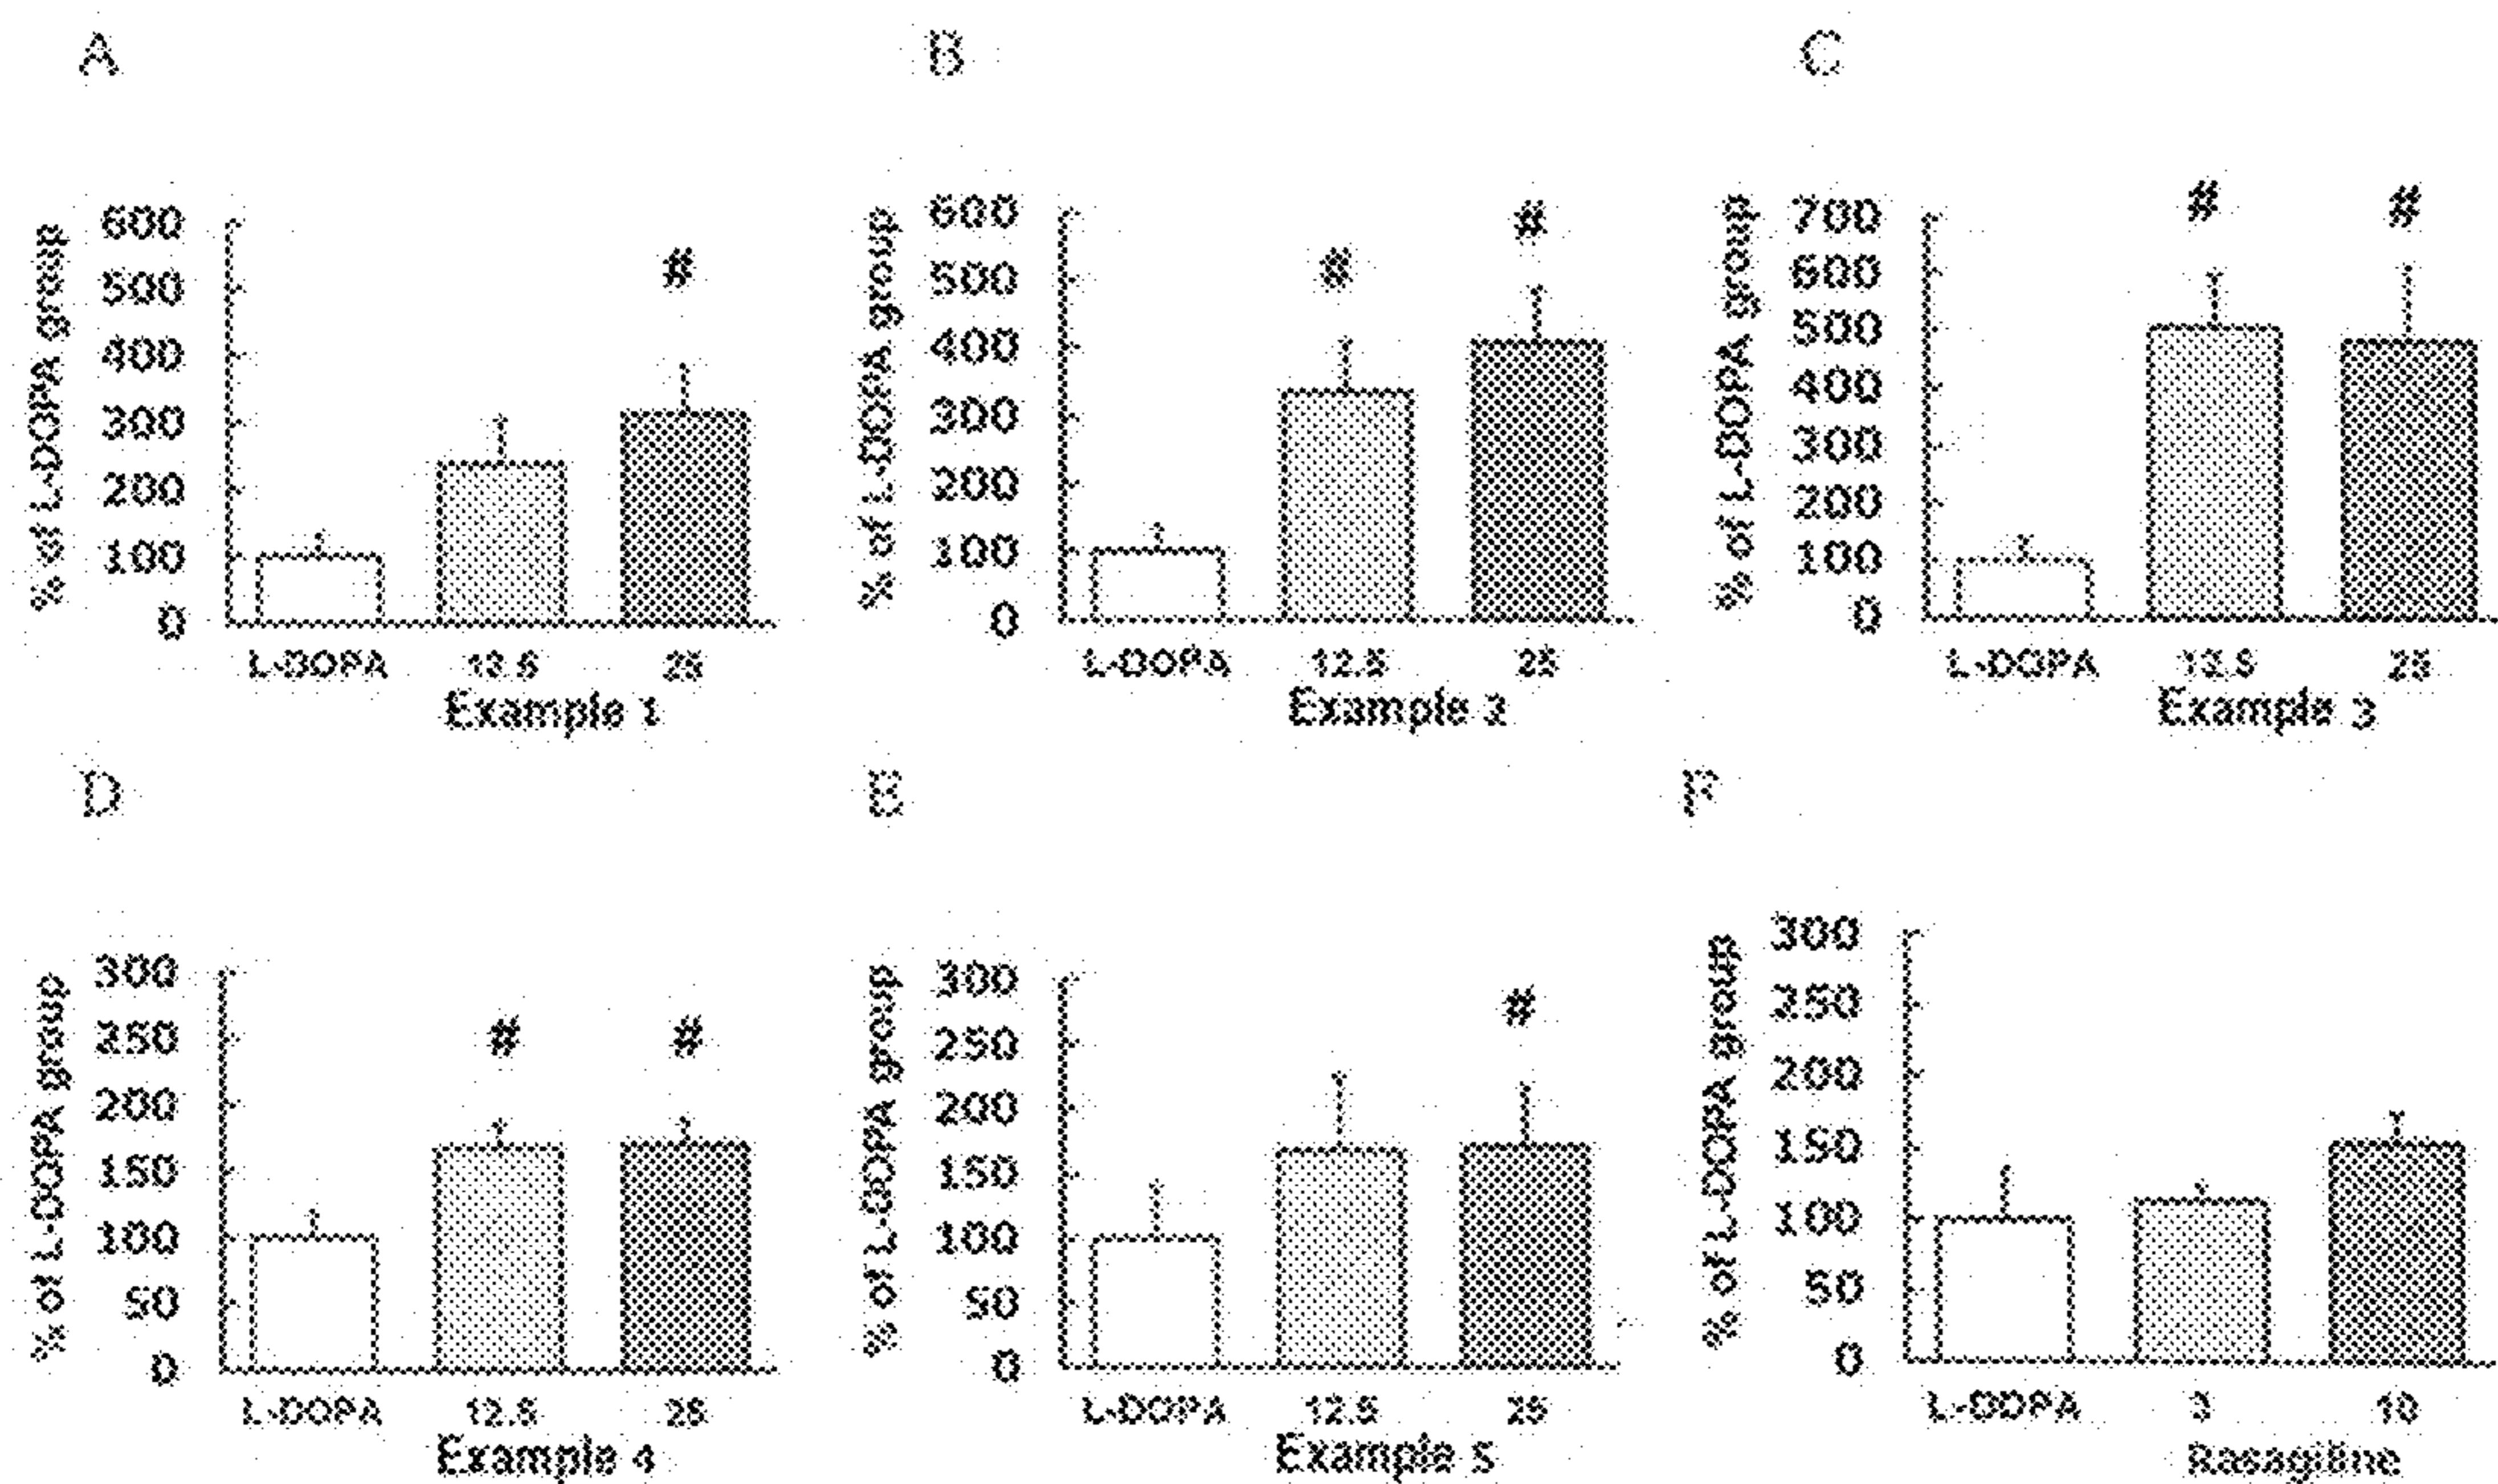 A
% of L-DOPA group
600
500
400
300
200
100
0
#
L-DOPA 12.5 25
Example 1
B
% of L-DOPA group
600
500
400
300
200
100
0
# #
L-DOPA 12.5 25
Example 2
C
% of L-DOPA group
700
600
500
400
300
200
100
0
# #
L-DOPA 12.5 25
Example 3
D
% of L-DOPA group
300
250
200
150
100
50
0
# #
L-DOPA 12.5 25
Example 4
E
% of L-DOPA group
300
250
200
150
100
50
0
#
L-DOPA 12.5 25
Example 5
F
% of L-DOPA group
300
250
200
150
100
50
0
L-DOPA 3 10
Rasagiline